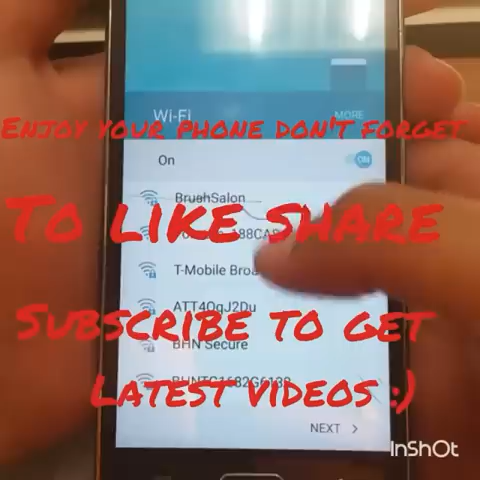 Wi-Fi
MORE
ENJOY YOUR PHONE DON'T FORGET
On
ON
BrushSalon
TO LIKE SHARE
T-Mobile
ATT4QgJ2Du
SUBSCRIBE TO GET
BHN Secure
LATEST VIDEOS :)
NEXT >
InShOt